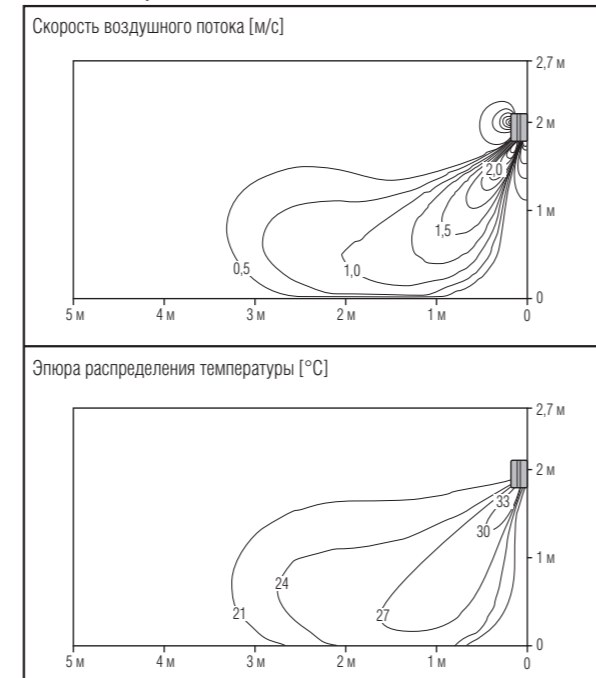 Скорость воздушного потока [м/с]
2,7 м
2 м
2,0
1 м
1,5
0,5
1,0
0
5 м 4 м 3 м 2 м 1 м 0
Эпюра распределения температуры [°C]
2,7 м
2 м
33
30
1 м
24
21
27
0
5 м 4 м 3 м 2 м 1 м 0